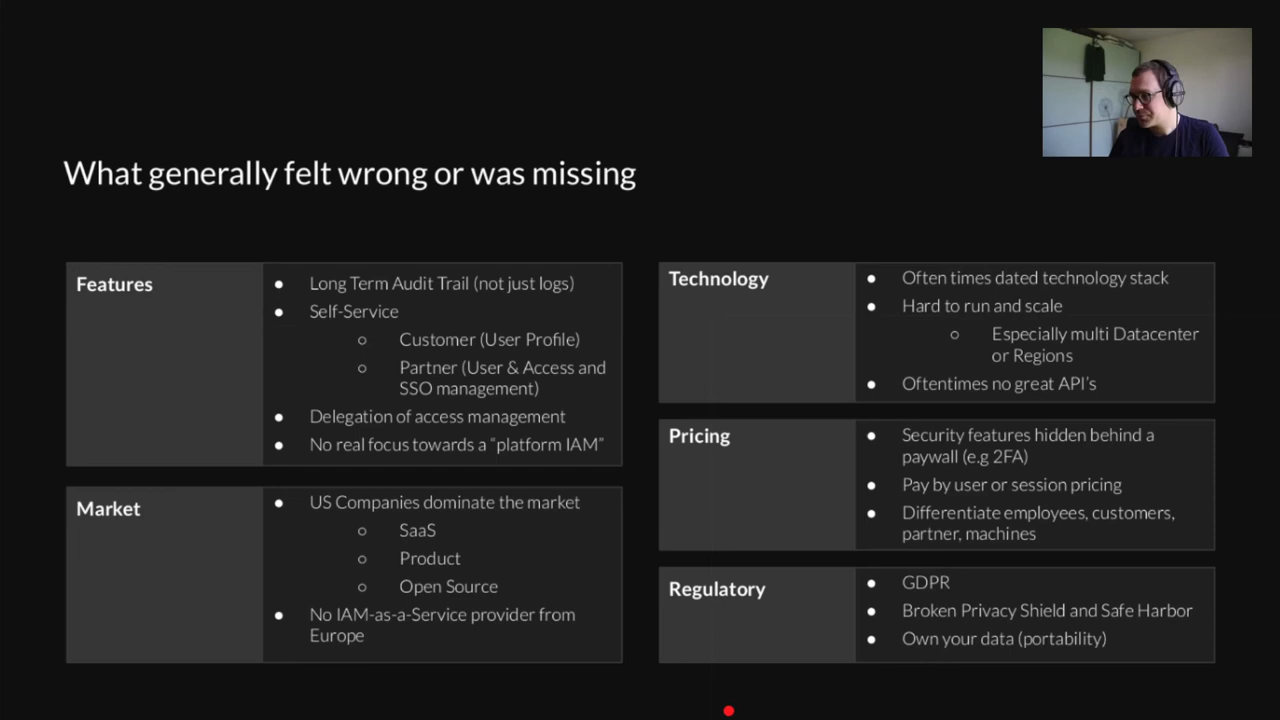 What generally felt wrong or was missing
Features
● Long Term Audit Trail (not just logs)
● Self-Service
○ Customer (User Profile)
○ Partner (User & Access and
SSO management)
● Delegation of access management
● No real focus towards a “platform IAM”
Market
● US Companies dominate the market
○ SaaS
○ Product
○ Open Source
● No IAM-as-a-Service provider from
Europe
Technology
● Often times dated technology stack
● Hard to run and scale
○ Especially multi Datacenter
or Regions
● Oftentimes no great API’s
Pricing
● Security features hidden behind a
paywall (e.g 2FA)
● Pay by user or session pricing
● Differentiate employees, customers,
partner, machines
Regulatory
● GDPR
● Broken Privacy Shield and Safe Harbor
● Own your data (portability)